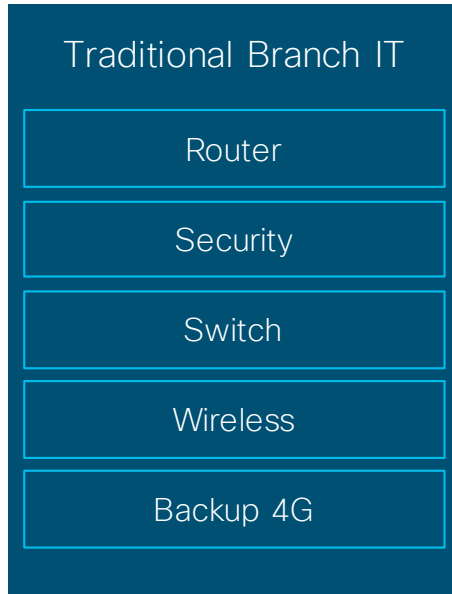 Traditional Branch IT
Router
Security
Switch
Wireless
Backup 4G